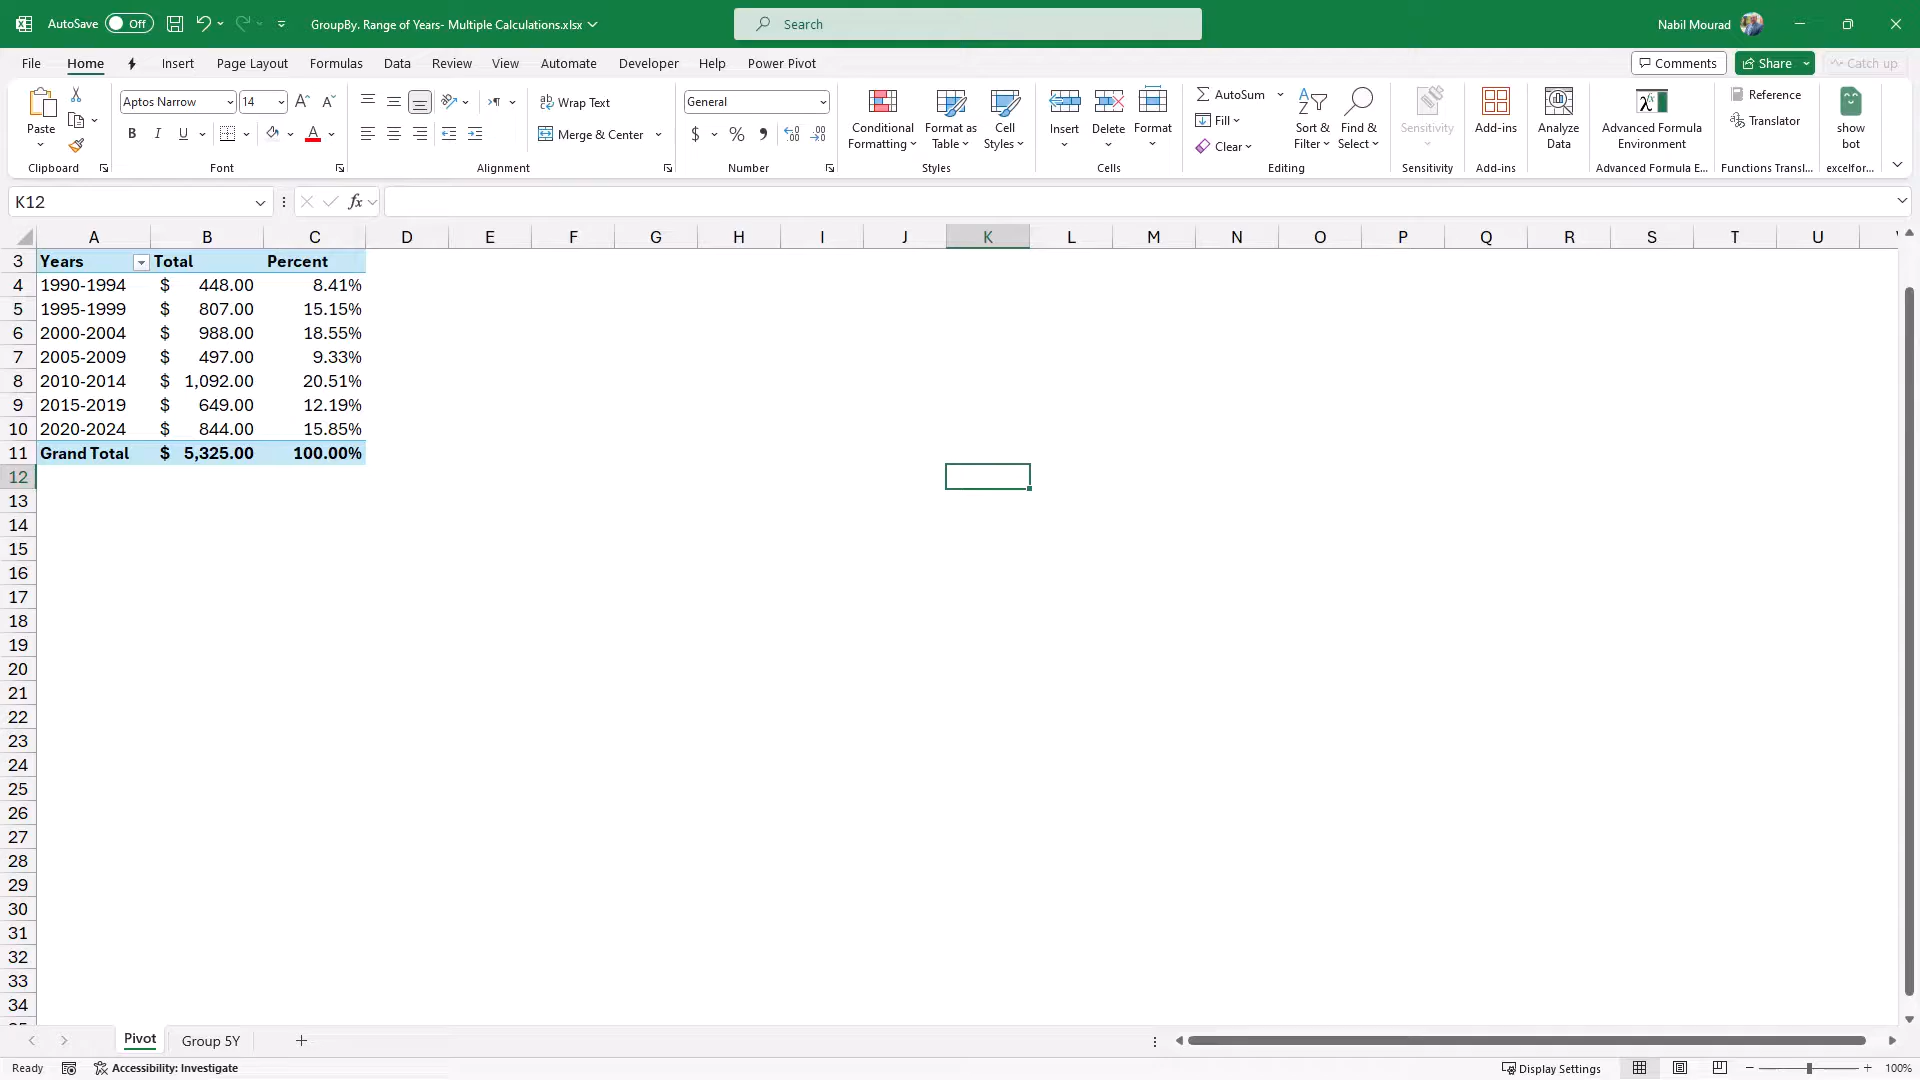 AutoSave Off GroupBy. Range of Years- Multiple Calculations.xlsx Search Nabil Mourad
File Home Insert Page Layout Formulas Data Review View Automate Developer Help Power Pivot Comments Share Catch up
Paste
Clipboard
Aptos Narrow 14
B I U A
Font
Wrap Text
Merge & Center
Alignment
General
$ % 9
Number
Conditional Formatting
Format as Table
Cell Styles
Styles
Insert Delete Format
Cells
AutoSum
Fill
Clear
Sort & Filter
Find & Select
Editing
Sensitivity
Sensitivity
Add-ins
Add-ins
Analyze Data
Advanced Formula Environment
Advanced Formula E...
Reference
Translator
Functions Transl...
show bot
excelfor...
K12 fx
A B C D E F G H I J K L M N O P Q R S T U
3 Years Total Percent
4 1990-1994 $ 448.00 8.41%
5 1995-1999 $ 807.00 15.15%
6 2000-2004 $ 988.00 18.55%
7 2005-2009 $ 497.00 9.33%
8 2010-2014 $ 1,092.00 20.51%
9 2015-2019 $ 649.00 12.19%
10 2020-2024 $ 844.00 15.85%
11 Grand Total $ 5,325.00 100.00%
12
13
14
15
16
17
18
19
20
21
22
23
24
25
26
27
28
29
30
31
32
33
34
Pivot Group 5Y
Ready Accessibility: Investigate Display Settings 100%